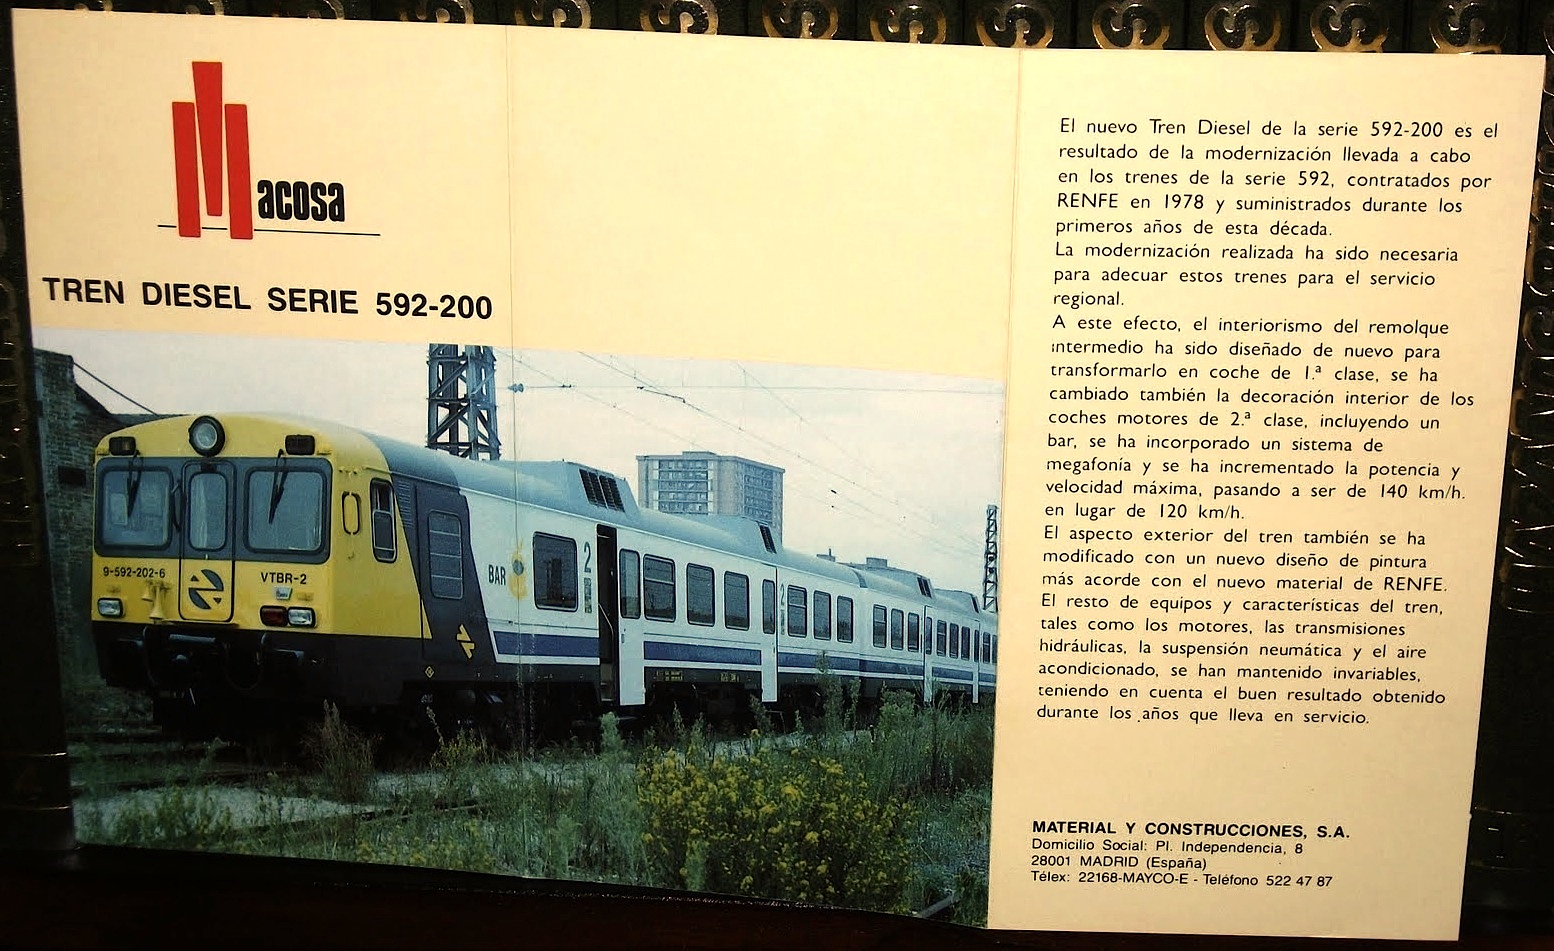 Macosa
TREN DIESEL SERIE 592-200
9-592-202-6
VTBR-2
BAR
2
2
El nuevo Tren Diesel de la serie 592-200 es el
resultado de la modernización llevada a cabo
en los trenes de la serie 592, contratados por
RENFE en 1978 y suministrados durante los
primeros años de esta década.
La modernización realizada ha sido necesaria
para adecuar estos trenes para el servicio
regional.
A este efecto, el interiorismo del remolque
intermedio ha sido diseñado de nuevo para
transformarlo en coche de 1.ª clase, se ha
cambiado también la decoración interior de los
coches motores de 2.ª clase, incluyendo un
bar, se ha incorporado un sistema de
megafonía y se ha incrementado la potencia y
velocidad máxima, pasando a ser de 140 km/h.
en lugar de 120 km/h.
El aspecto exterior del tren también se ha
modificado con un nuevo diseño de pintura
más acorde con el nuevo material de RENFE.
El resto de equipos y características del tren,
tales como los motores, las transmisiones
hidráulicas, la suspensión neumática y el aire
acondicionado, se han mantenido invariables,
teniendo en cuenta el buen resultado obtenido
durante los años que lleva en servicio.
MATERIAL Y CONSTRUCCIONES, S.A.
Domicilio Social: Pl. Independencia, 8
28001 MADRID (España)
Télex: 22168-MAYCO-E - Teléfono 522 47 87